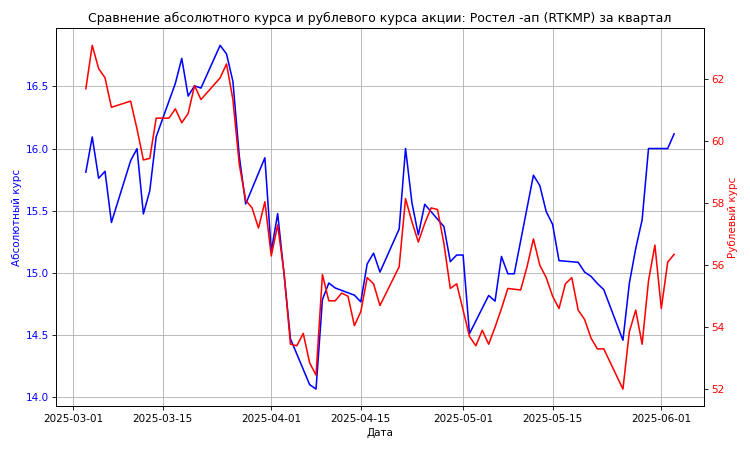 Сравнение абсолютного курса и рублевого курса акции: Ростел -ап (RTKMP) за квартал
Абсолютный курс
16.5
16.0
15.5
15.0
14.5
14.0
62
60
58
56
54
52
Рублевый курс
2025-03-01 2025-03-15 2025-04-01 2025-04-15 2025-05-01 2025-05-15 2025-06-01
Дата